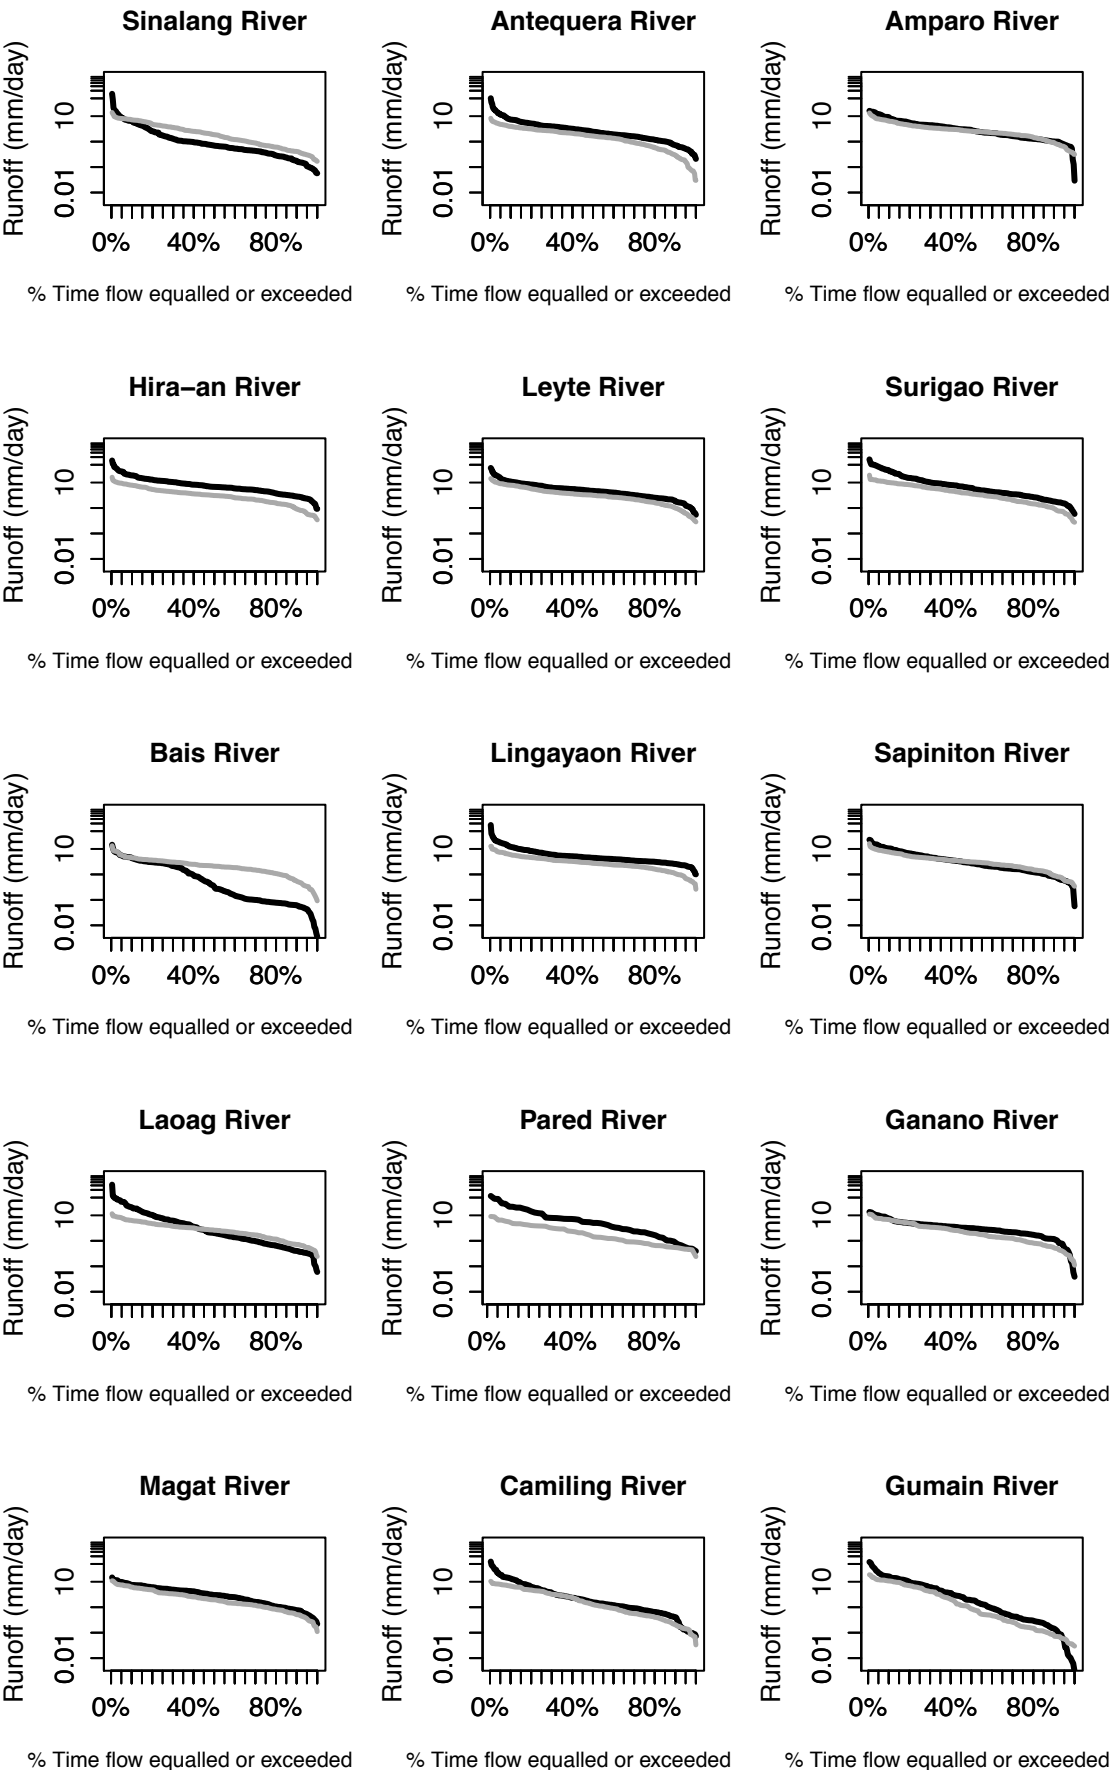 Sinalang River Antequera River Amparo River
Runoff (mm/day) 10 0.01 Runoff (mm/day) 10 0.01 Runoff (mm/day) 10 0.01
0% 40% 80% 0% 40% 80% 0% 40% 80%
% Time flow equalled or exceeded % Time flow equalled or exceeded % Time flow equalled or exceeded
Hira–an River Leyte River Surigao River
Runoff (mm/day) 10 0.01 Runoff (mm/day) 10 0.01 Runoff (mm/day) 10 0.01
0% 40% 80% 0% 40% 80% 0% 40% 80%
% Time flow equalled or exceeded % Time flow equalled or exceeded % Time flow equalled or exceeded
Bais River Lingayaon River Sapiniton River
Runoff (mm/day) 10 0.01 Runoff (mm/day) 10 0.01 Runoff (mm/day) 10 0.01
0% 40% 80% 0% 40% 80% 0% 40% 80%
% Time flow equalled or exceeded % Time flow equalled or exceeded % Time flow equalled or exceeded
Laoag River Pared River Ganano River
Runoff (mm/day) 10 0.01 Runoff (mm/day) 10 0.01 Runoff (mm/day) 10 0.01
0% 40% 80% 0% 40% 80% 0% 40% 80%
% Time flow equalled or exceeded % Time flow equalled or exceeded % Time flow equalled or exceeded
Magat River Camiling River Gumain River
Runoff (mm/day) 10 0.01 Runoff (mm/day) 10 0.01 Runoff (mm/day) 10 0.01
0% 40% 80% 0% 40% 80% 0% 40% 80%
% Time flow equalled or exceeded % Time flow equalled or exceeded % Time flow equalled or exceeded